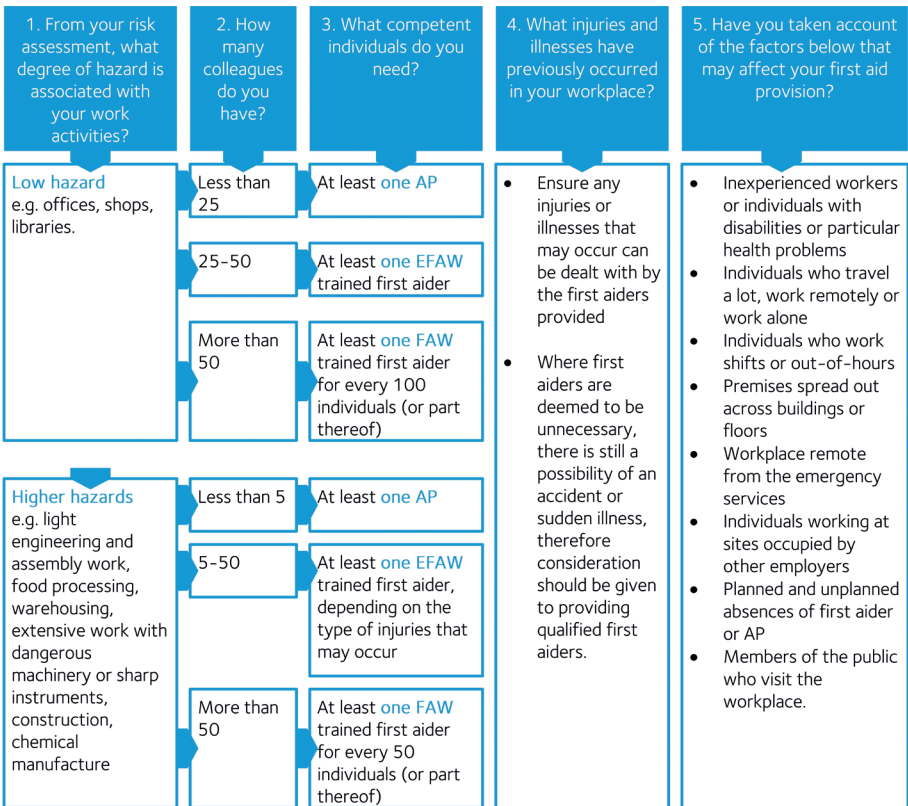 1. From your risk
assessment, what
degree of hazard is
associated with
your work
activities?
2. How
many
colleagues
do you
have?
3. What competent
individuals do you
need?
4. What injuries and
illnesses have
previously occurred
in your workplace?
5. Have you taken account
of the factors below that
may affect your first aid
provision?
Low hazard
e.g. offices, shops,
libraries.
Less than
25
At least one AP
25-50
At least one EFAW
trained first aider
More than
50
At least one FAW
trained first aider
for every 100
individuals (or part
thereof)
Higher hazards
e.g. light
engineering and
assembly work,
food processing,
warehousing,
extensive work with
dangerous
machinery or sharp
instruments,
construction,
chemical
manufacture
Less than 5
At least one AP
5-50
At least one EFAW
trained first aider,
depending on the
type of injuries that
may occur
More than
50
At least one FAW
trained first aider
for every 50
individuals (or part
thereof)
• Ensure any
injuries or
illnesses that
may occur can
be dealt with by
the first aiders
provided
• Where first
aiders are
deemed to be
unnecessary,
there is still a
possibility of an
accident or
sudden illness,
therefore
consideration
should be given
to providing
qualified first
aiders.
• Inexperienced workers
or individuals with
disabilities or particular
health problems
• Individuals who travel
a lot, work remotely or
work alone
• Individuals who work
shifts or out-of-hours
• Premises spread out
across buildings or
floors
• Workplace remote
from the emergency
services
• Individuals working at
sites occupied by
other employers
• Planned and unplanned
absences of first aider
or AP
• Members of the public
who visit the
workplace.